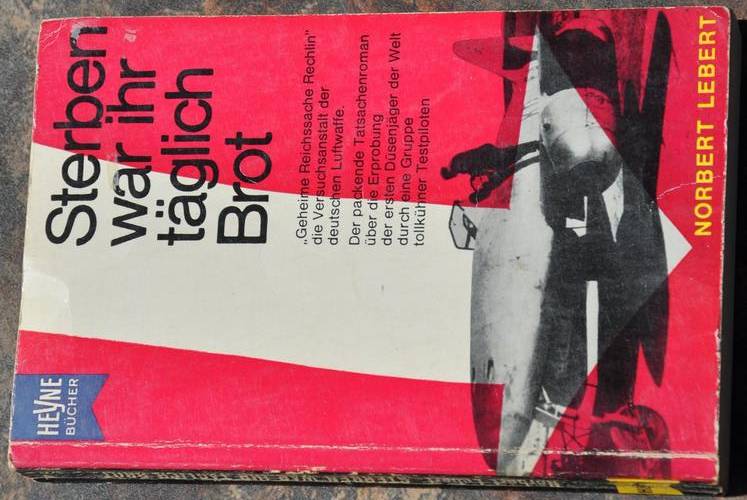 Sterben
war ihr
täglich
Brot
„Geheime Reichssache Rechlin"
die Versuchsanstalt der
deutschen Luftwaffe.
Der packende Tatsachenroman
über die Erprobung
der ersten Düsenjäger der Welt
durch eine Gruppe
tollkühner Testpiloten
NORBERT LEBERT
HEYNE
BÜCHER